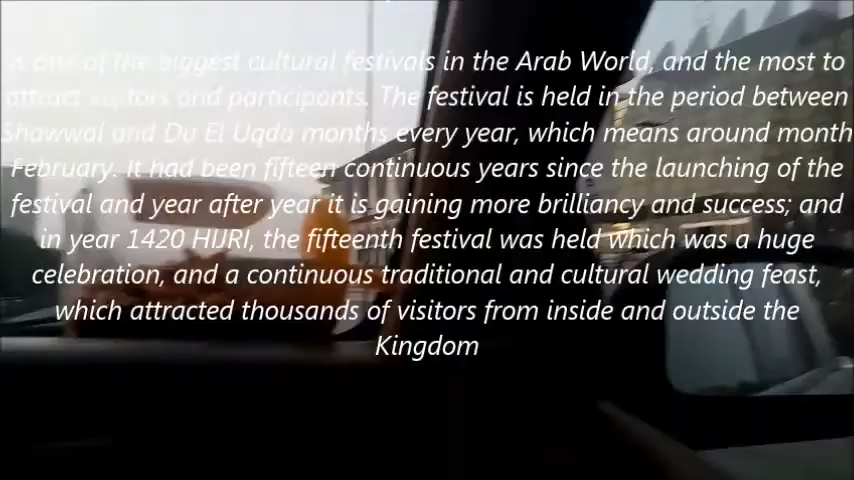 is one of the biggest cultural festivals in the Arab World, and the most to
attract visitors and participants. The festival is held in the period between
Shawwal and Du El Uqda months every year, which means around month
February. It had been fifteen continuous years since the launching of the
festival and year after year it is gaining more brilliancy and success; and
in year 1420 HIJRI, the fifteenth festival was held which was a huge
celebration, and a continuous traditional and cultural wedding feast,
which attracted thousands of visitors from inside and outside the
Kingdom